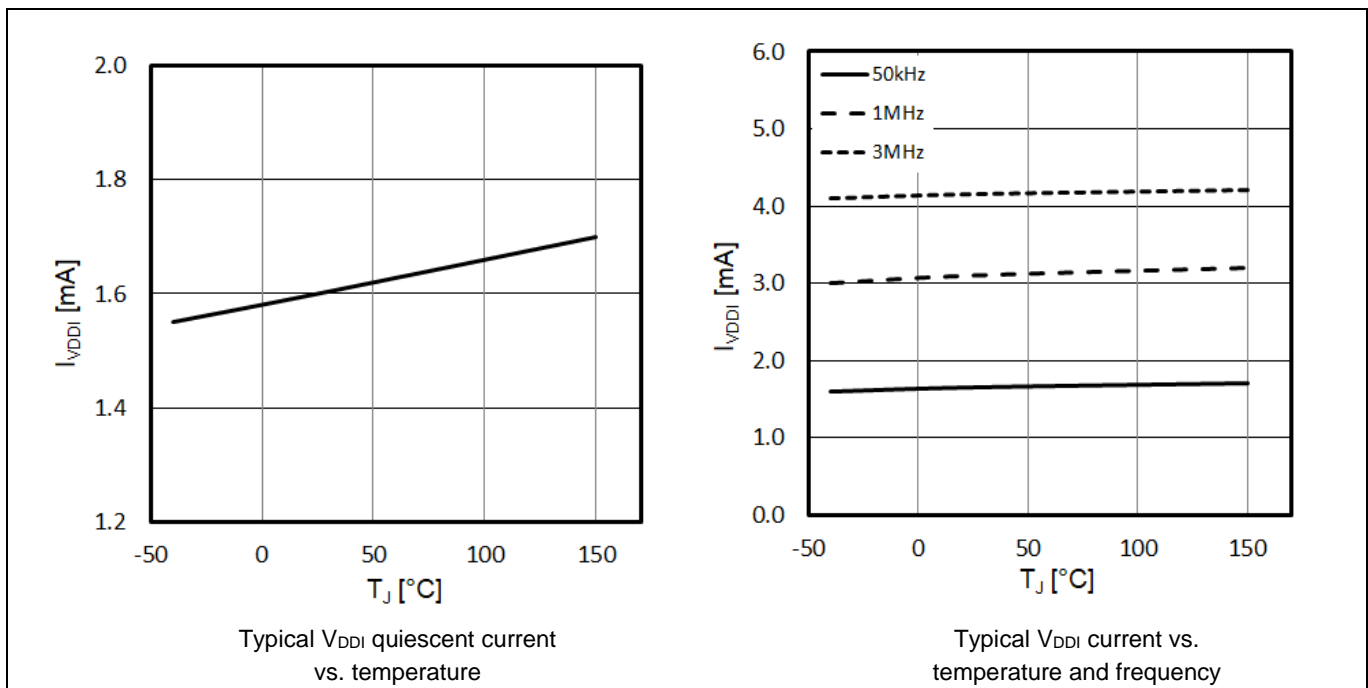 2.0
1.8
1.6
1.4
1.2
-50 0 50 100 150
IVDDI [mA]
TJ [°C]
Typical VDDI quiescent current
vs. temperature
6.0
5.0
4.0
3.0
2.0
1.0
0.0
-50 0 50 100 150
50kHz
1MHz
3MHz
IVDDI [mA]
TJ [°C]
Typical VDDI current vs.
temperature and frequency